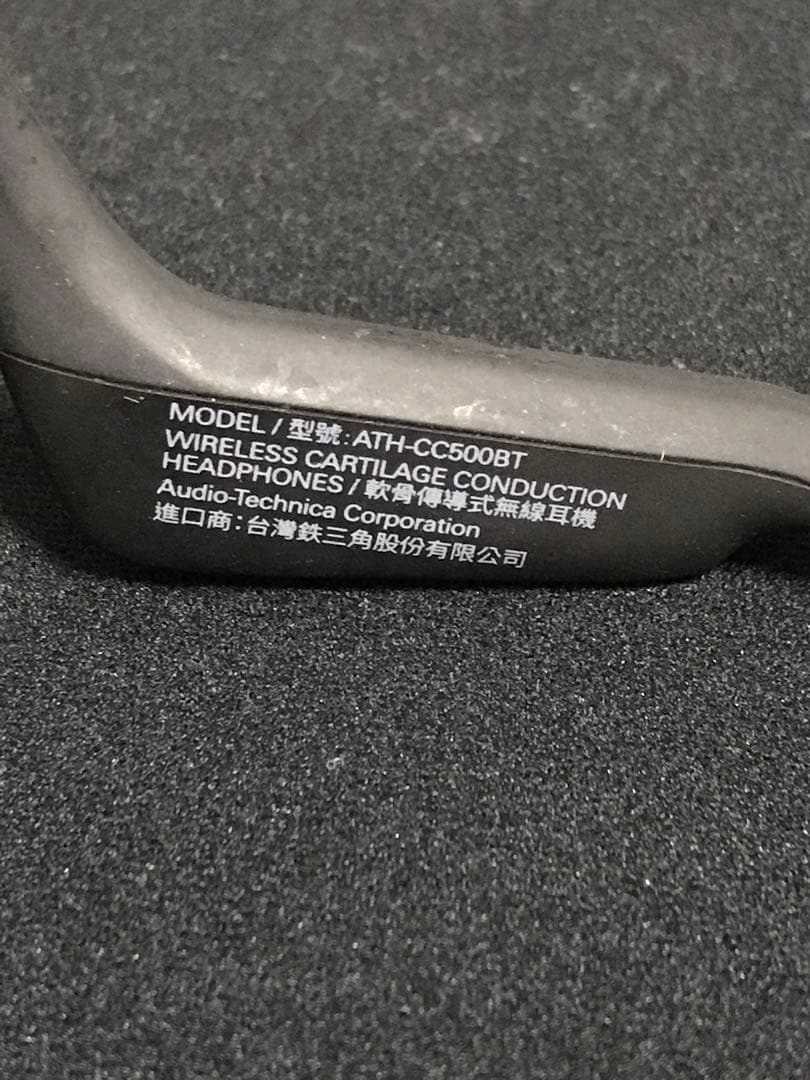 MODEL / 型號: ATH-CC500BT
WIRELESS CARTILAGE CONDUCTION
HEADPHONES / 軟骨傳導式無線耳機
Audio-Technica Corporation
進口商: 台灣鉄三角股份有限公司